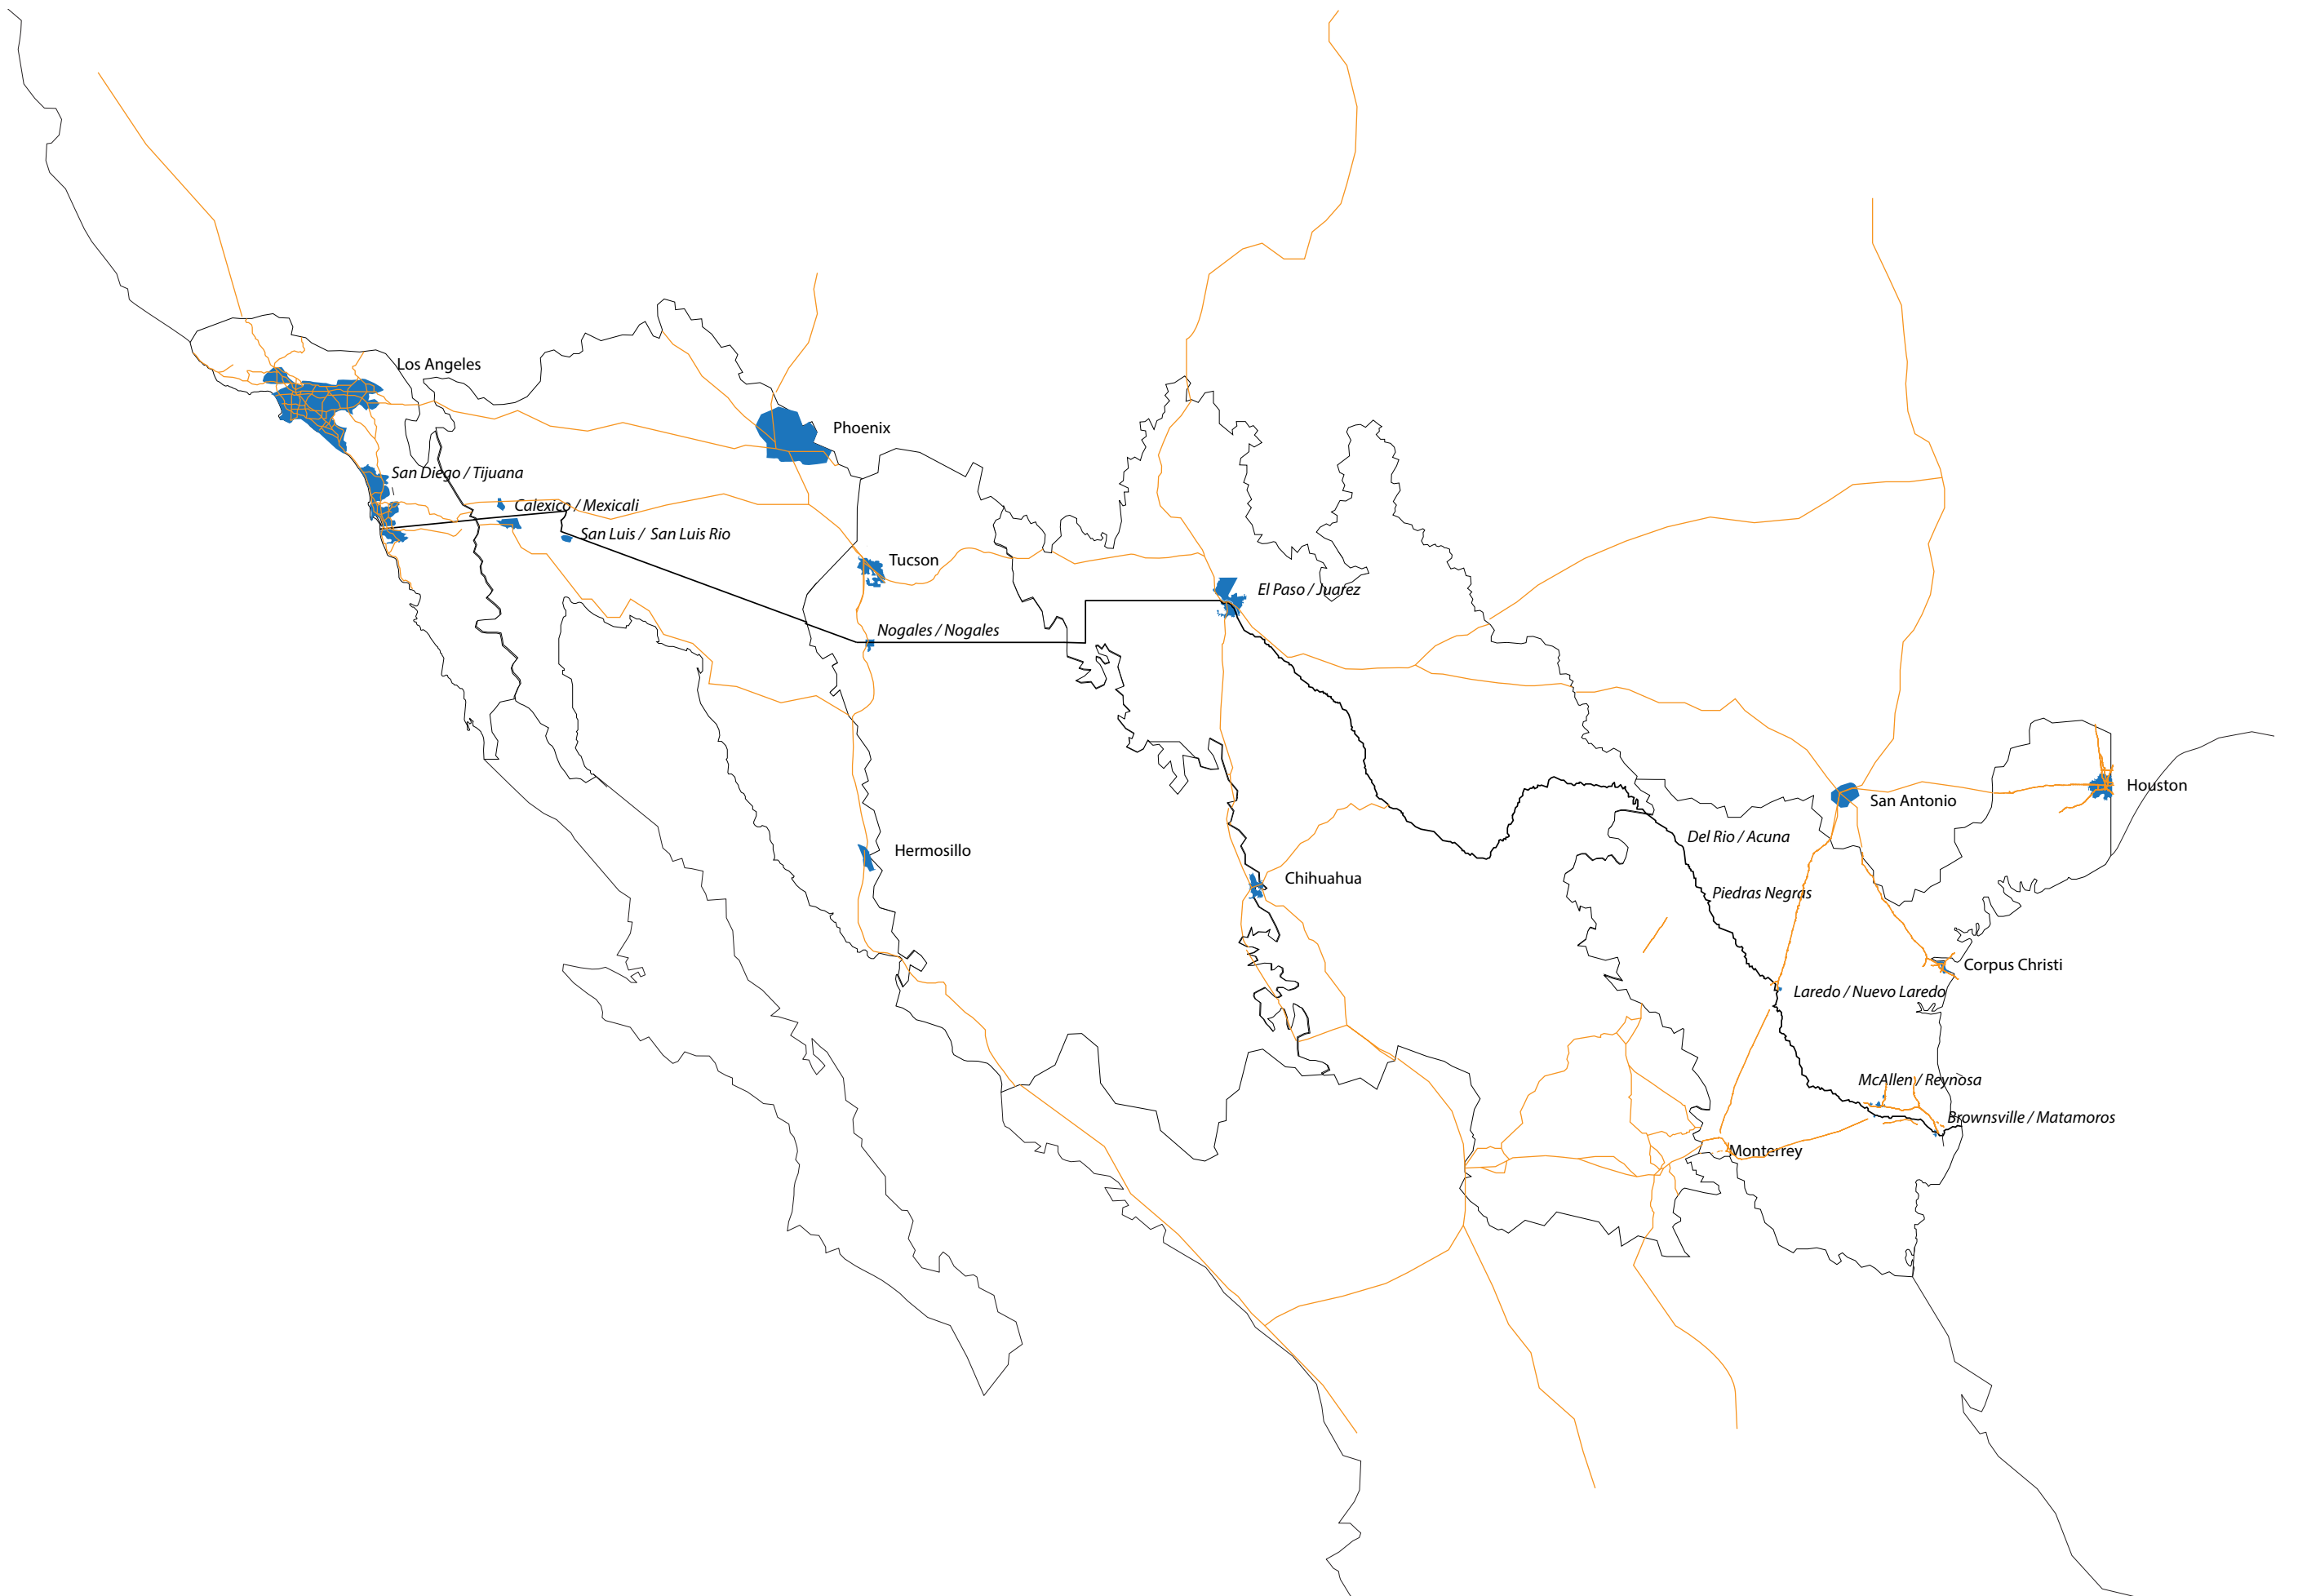 Los Angeles
Phoenix
San Diego / Tijuana
Calexico / Mexicali
San Luis /  San Luis Rio
Tucson
El Paso / Juarez
Nogales / Nogales
Houston
San Antonio
Del Rio / Acuna
Hermosillo
Chihuahua
Piedras Negras
Corpus Christi
Laredo / Nuevo Laredo
McAllen / Reynosa
Brownsville / Matamoros
Monterrey